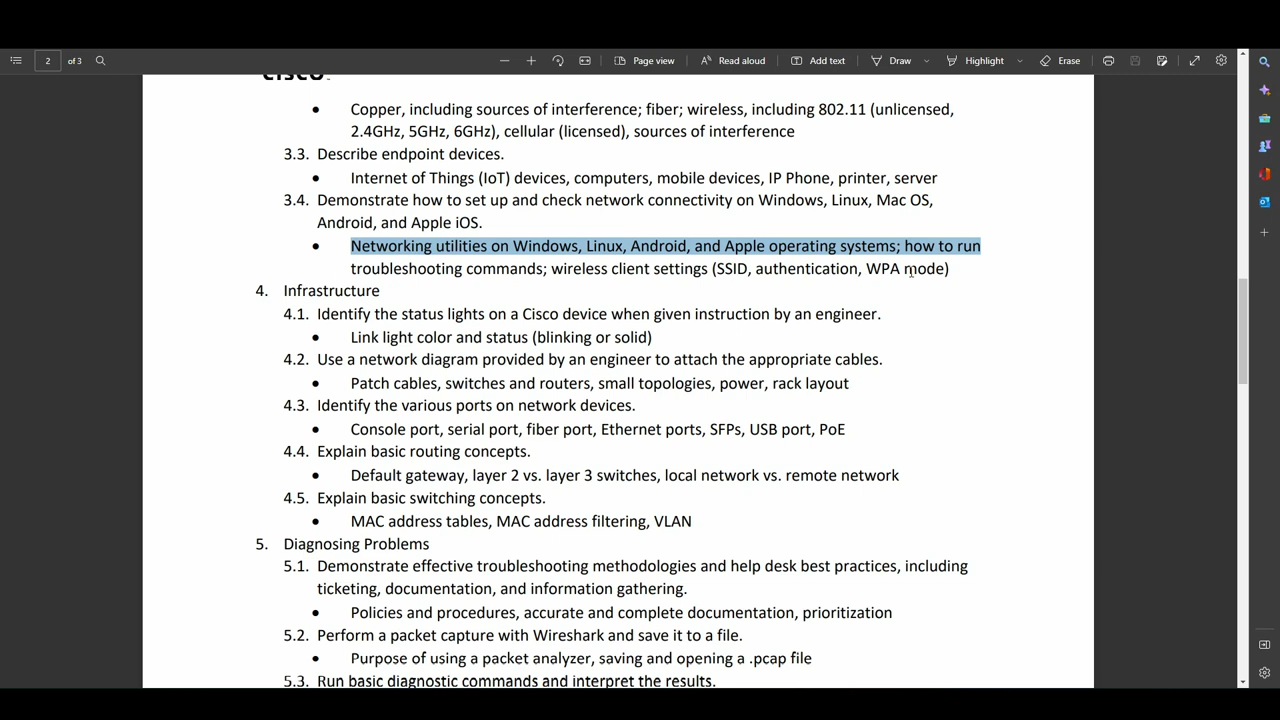 2
of 3
Page view
Read aloud
Add text
Draw
Highlight
Erase
CISCO
• Copper, including sources of interference; fiber; wireless, including 802.11 (unlicensed,
2.4GHz, 5GHz, 6GHz), cellular (licensed), sources of interference
3.3. Describe endpoint devices.
• Internet of Things (IoT) devices, computers, mobile devices, IP Phone, printer, server
3.4. Demonstrate how to set up and check network connectivity on Windows, Linux, Mac OS,
Android, and Apple iOS.
• Networking utilities on Windows, Linux, Android, and Apple operating systems; how to run
troubleshooting commands; wireless client settings (SSID, authentication, WPA mode)
4. Infrastructure
4.1. Identify the status lights on a Cisco device when given instruction by an engineer.
• Link light color and status (blinking or solid)
4.2. Use a network diagram provided by an engineer to attach the appropriate cables.
• Patch cables, switches and routers, small topologies, power, rack layout
4.3. Identify the various ports on network devices.
• Console port, serial port, fiber port, Ethernet ports, SFPs, USB port, PoE
4.4. Explain basic routing concepts.
• Default gateway, layer 2 vs. layer 3 switches, local network vs. remote network
4.5. Explain basic switching concepts.
• MAC address tables, MAC address filtering, VLAN
5. Diagnosing Problems
5.1. Demonstrate effective troubleshooting methodologies and help desk best practices, including
ticketing, documentation, and information gathering.
• Policies and procedures, accurate and complete documentation, prioritization
5.2. Perform a packet capture with Wireshark and save it to a file.
• Purpose of using a packet analyzer, saving and opening a .pcap file
5.3. Run basic diagnostic commands and interpret the results.